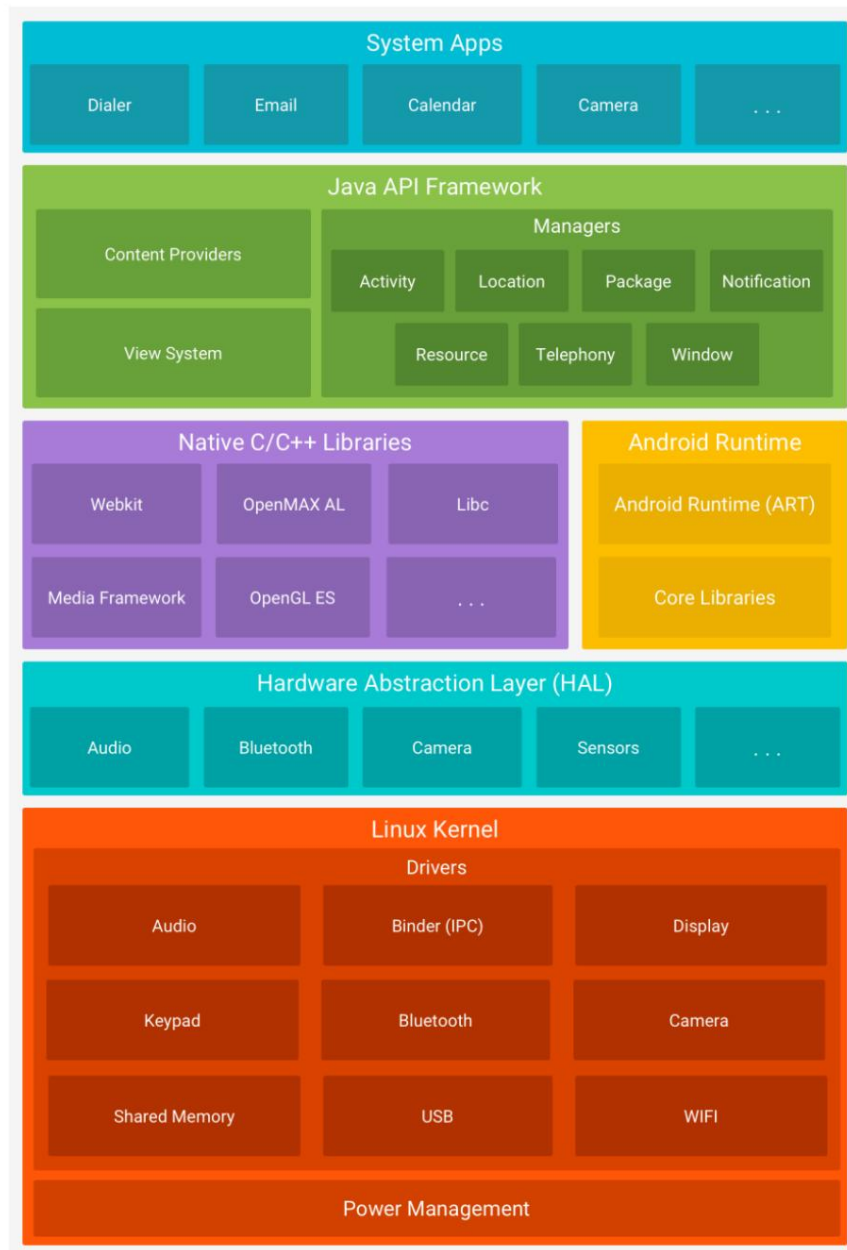 System Apps
Dialer Email Calendar Camera . . .
Java API Framework
Content Providers
View System
Managers
Activity Location Package Notification
Resource Telephony Window
Native C/C++ Libraries
Webkit OpenMAX AL Libc
Media Framework OpenGL ES . . .
Android Runtime
Android Runtime (ART)
Core Libraries
Hardware Abstraction Layer (HAL)
Audio Bluetooth Camera Sensors . . .
Linux Kernel
Drivers
Audio Binder (IPC) Display
Keypad Bluetooth Camera
Shared Memory USB WIFI
Power Management